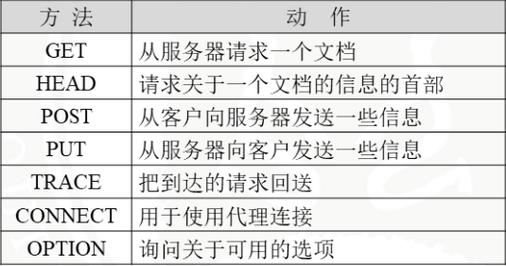 方 法 动 作
GET 从服务器请求一个文档
HEAD 请求关于一个文档的信息的首部
POST 从客户向服务器发送一些信息
PUT 从服务器向客户发送一些信息
TRACE 把到达的请求回送
CONNECT 用于使用代理连接
OPTION 询问关于可用的选项